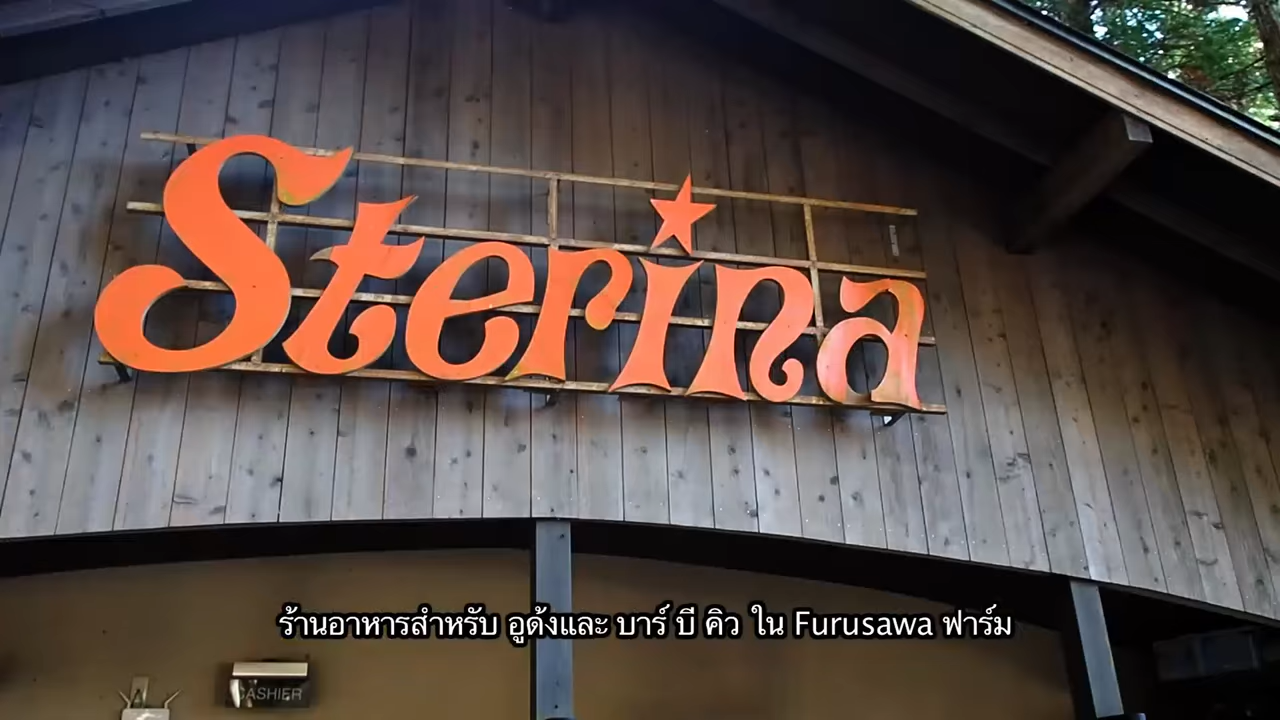 Sterina
ร้านอาหารสำหรับ อูด้งและ บาร์ บี คิว ใน Furusawa ฟาร์ม
CASHIER